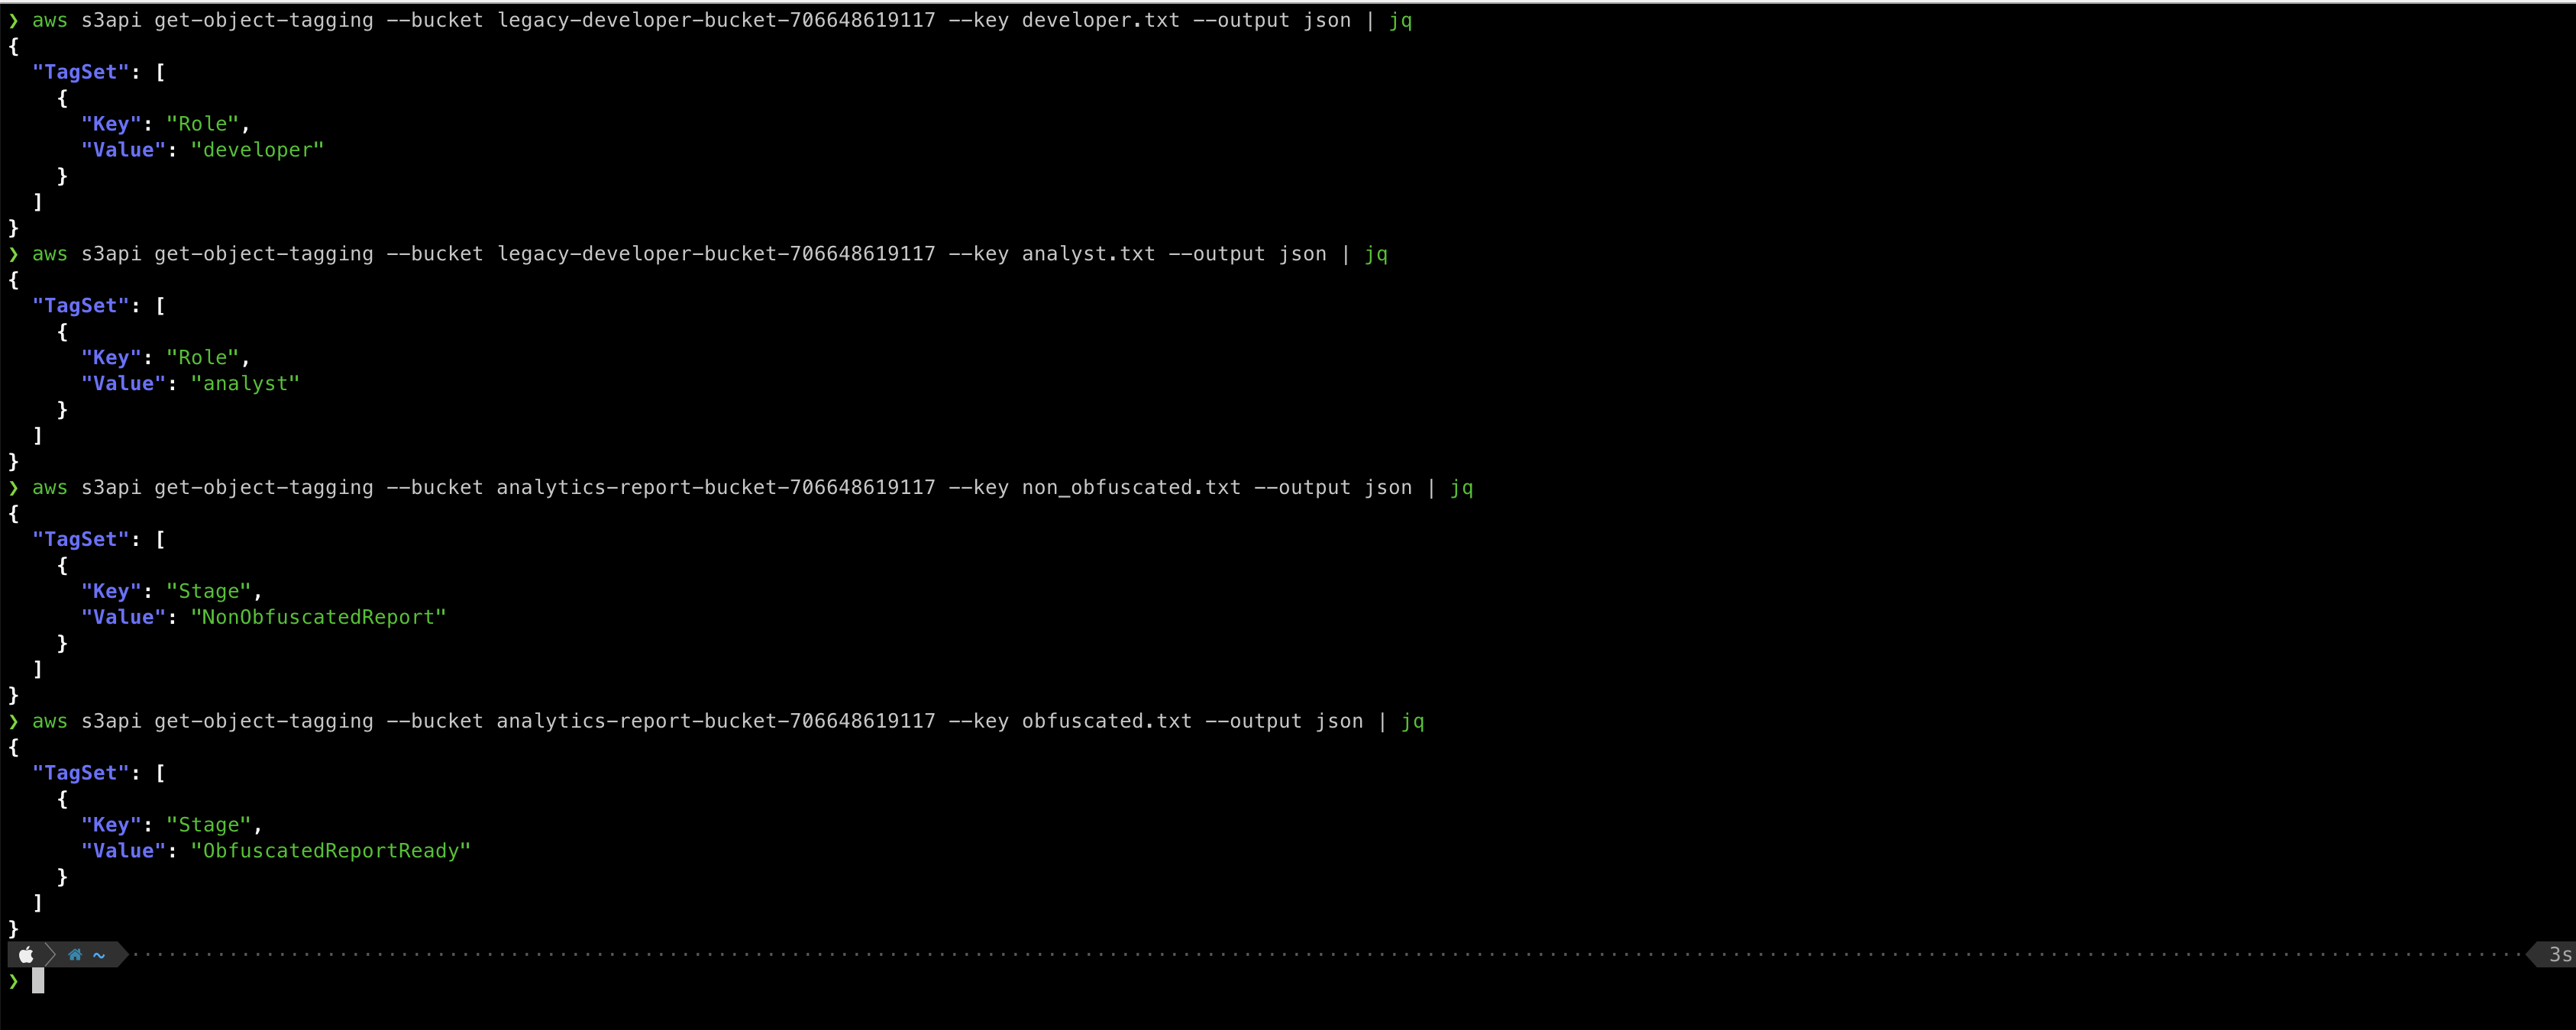 ❯ aws s3api get-object-tagging --bucket legacy-developer-bucket-706648619117 --key developer.txt --output json | jq
{
  "TagSet": [
    {
      "Key": "Role",
      "Value": "developer"
    }
  ]
}
❯ aws s3api get-object-tagging --bucket legacy-developer-bucket-706648619117 --key analyst.txt --output json | jq
{
  "TagSet": [
    {
      "Key": "Role",
      "Value": "analyst"
    }
  ]
}
❯ aws s3api get-object-tagging --bucket analytics-report-bucket-706648619117 --key non_obfuscated.txt --output json | jq
{
  "TagSet": [
    {
      "Key": "Stage",
      "Value": "NonObfuscatedReport"
    }
  ]
}
❯ aws s3api get-object-tagging --bucket analytics-report-bucket-706648619117 --key obfuscated.txt --output json | jq
{
  "TagSet": [
    {
      "Key": "Stage",
      "Value": "ObfuscatedReportReady"
    }
  ]
}
~ 3s
❯